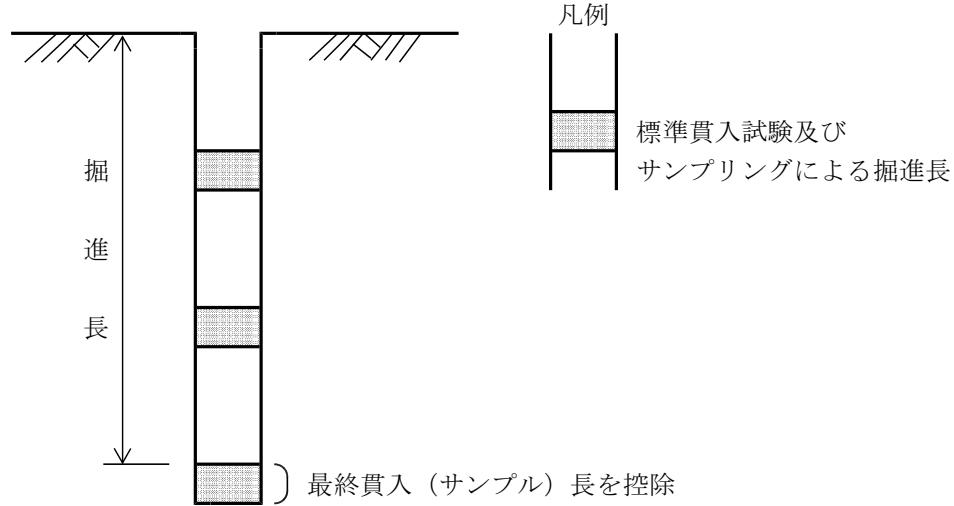 凡例
標準貫入試験及び
サンプリングによる掘進長
掘
進
長
最終貫入（サンプル）長を控除